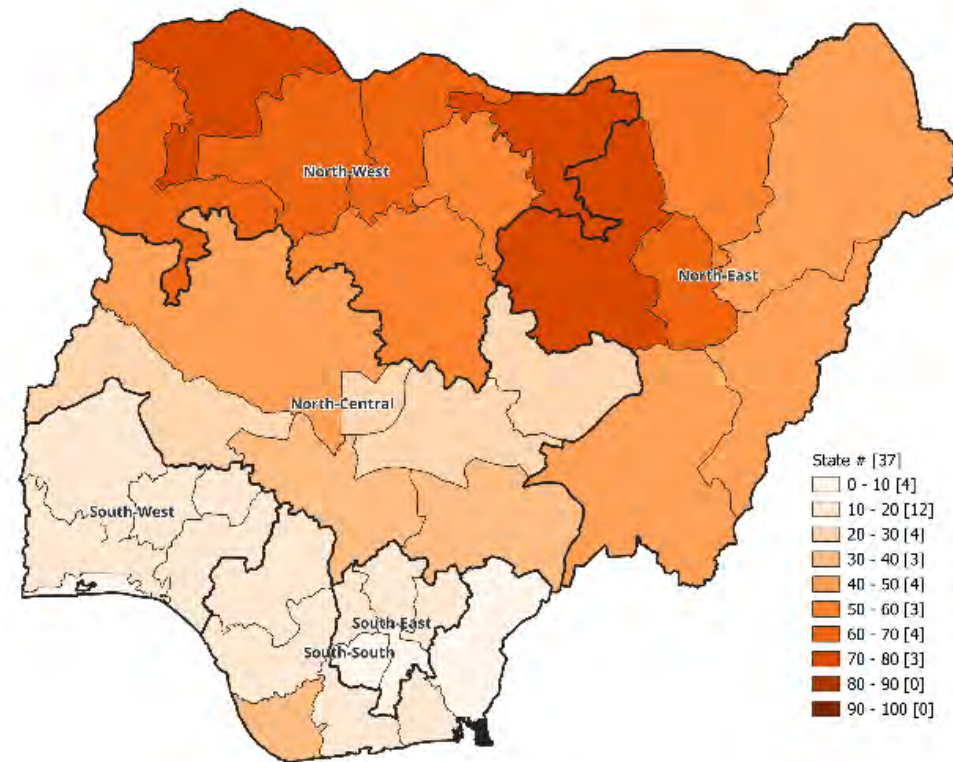 North-West
North-East
North-Central
South-West
South-East
South-South
State # [37]
0 - 10 [4]
10 - 20 [12]
20 - 30 [4]
30 - 40 [3]
40 - 50 [4]
50 - 60 [3]
60 - 70 [4]
70 - 80 [3]
80 - 90 [0]
90 - 100 [0]